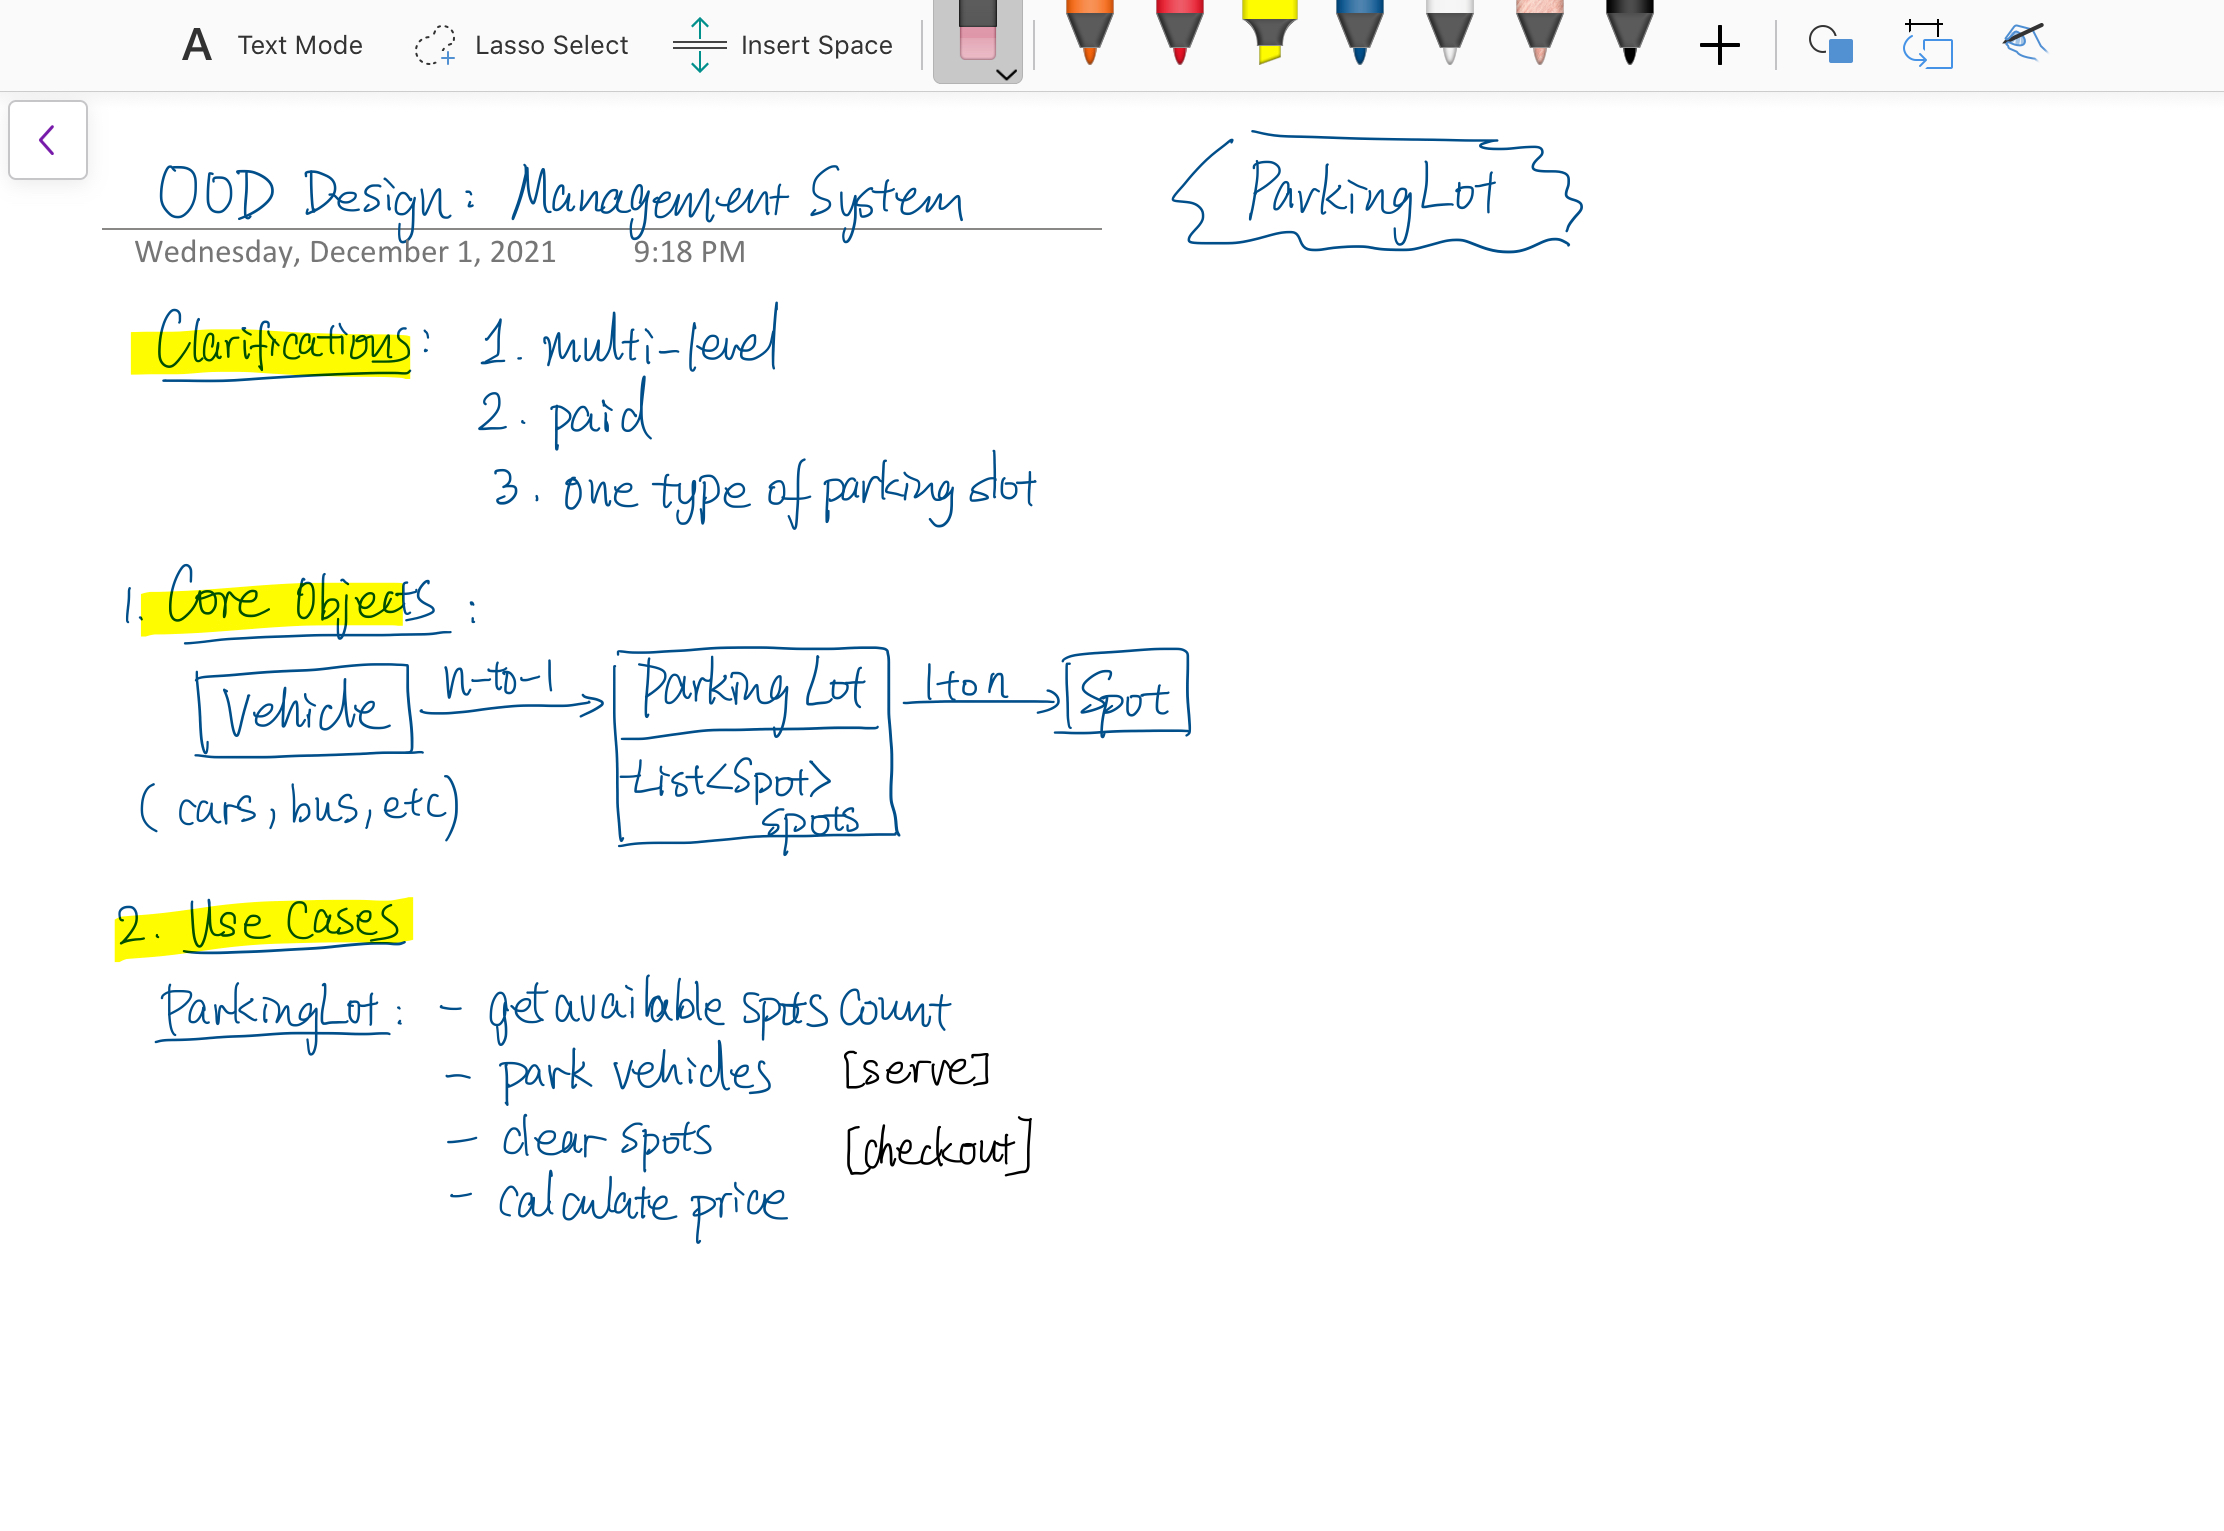 Text Mode Lasso Select Insert Space
OOD Design: Management System
ParkingLot
Wednesday, December 1, 2021 9:18 PM
Clarifications: 1. multi-level
2. paid
3. one type of parking slot
1. Core Objects:
Vehicle n-to-1 Parking Lot 1 to n Spot
-List<Spot>
spots
(cars, bus, etc)
2. Use Cases
ParkingLot: - get available spots Count
- park vehicles [serve]
- clear spots [checkout]
- calculate price